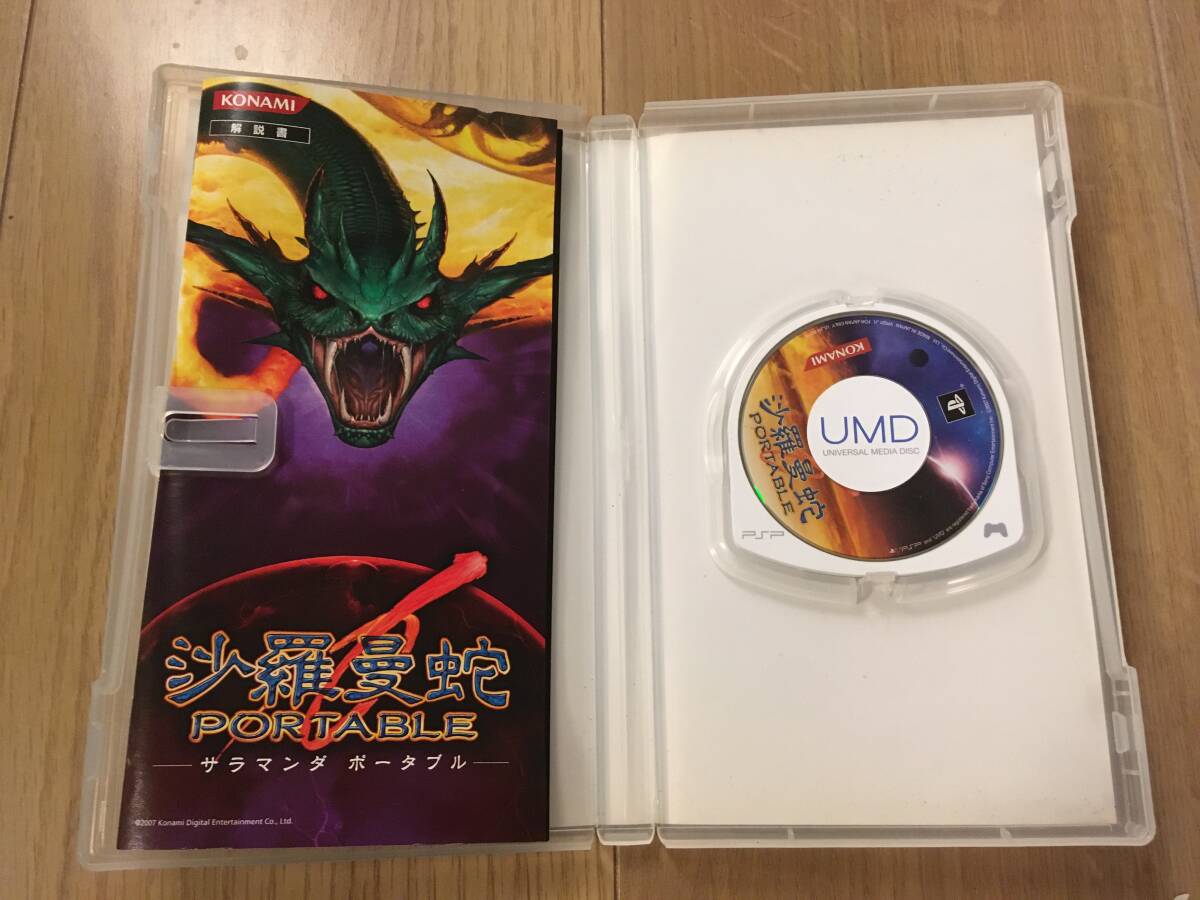 KONAMI
解説書
沙羅曼蛇
PORTABLE
サラマンダ ポータブル
©2007 Konami Digital Entertainment Co., Ltd.
KONAMI
沙羅曼蛇
PORTABLE
UMD
UNIVERSAL MEDIA DISC
PSP